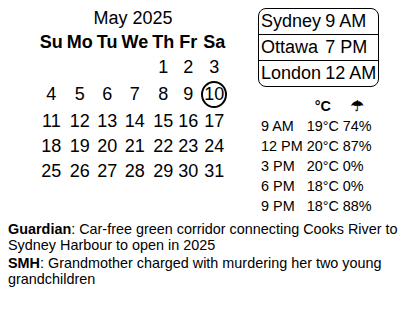 May 2025
Su Mo Tu We Th Fr Sa
1 2 3
4 5 6 7 8 9 10
11 12 13 14 15 16 17
18 19 20 21 22 23 24
25 26 27 28 29 30 31
Sydney 9 AM
Ottawa 7 PM
London 12 AM
°C ☂
9 AM 19°C 74%
12 PM 20°C 87%
3 PM 20°C 0%
6 PM 18°C 0%
9 PM 18°C 88%
Guardian: Car-free green corridor connecting Cooks River to
Sydney Harbour to open in 2025
SMH: Grandmother charged with murdering her two young
grandchildren